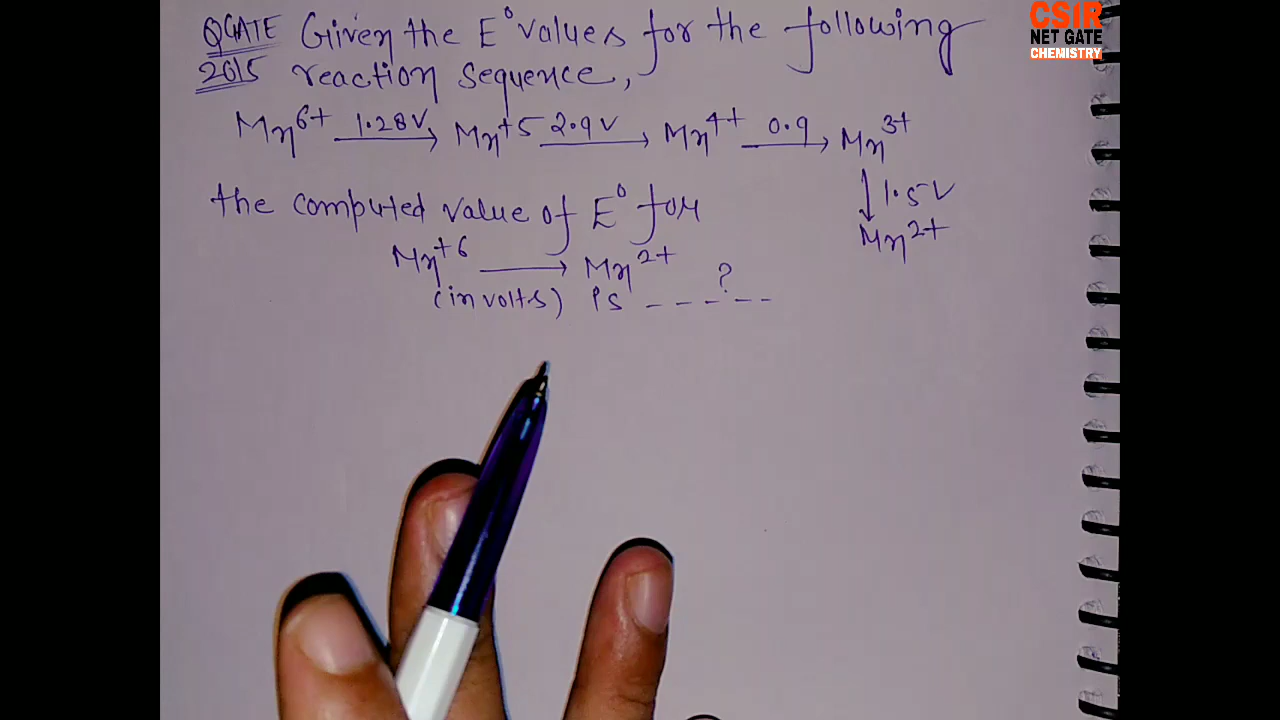 QGATE Given the E° values for the following
2015 reaction sequence,
Mn6+ 1.28V → Mn+5 2.9V → Mn4+ 0.9 → Mn3+
↓ 1.5V
Mn2+
the computed value of E° for
Mn+6 → Mn2+
(in volts) is - - - ? - -
CSIR
NET GATE
CHEMISTRY